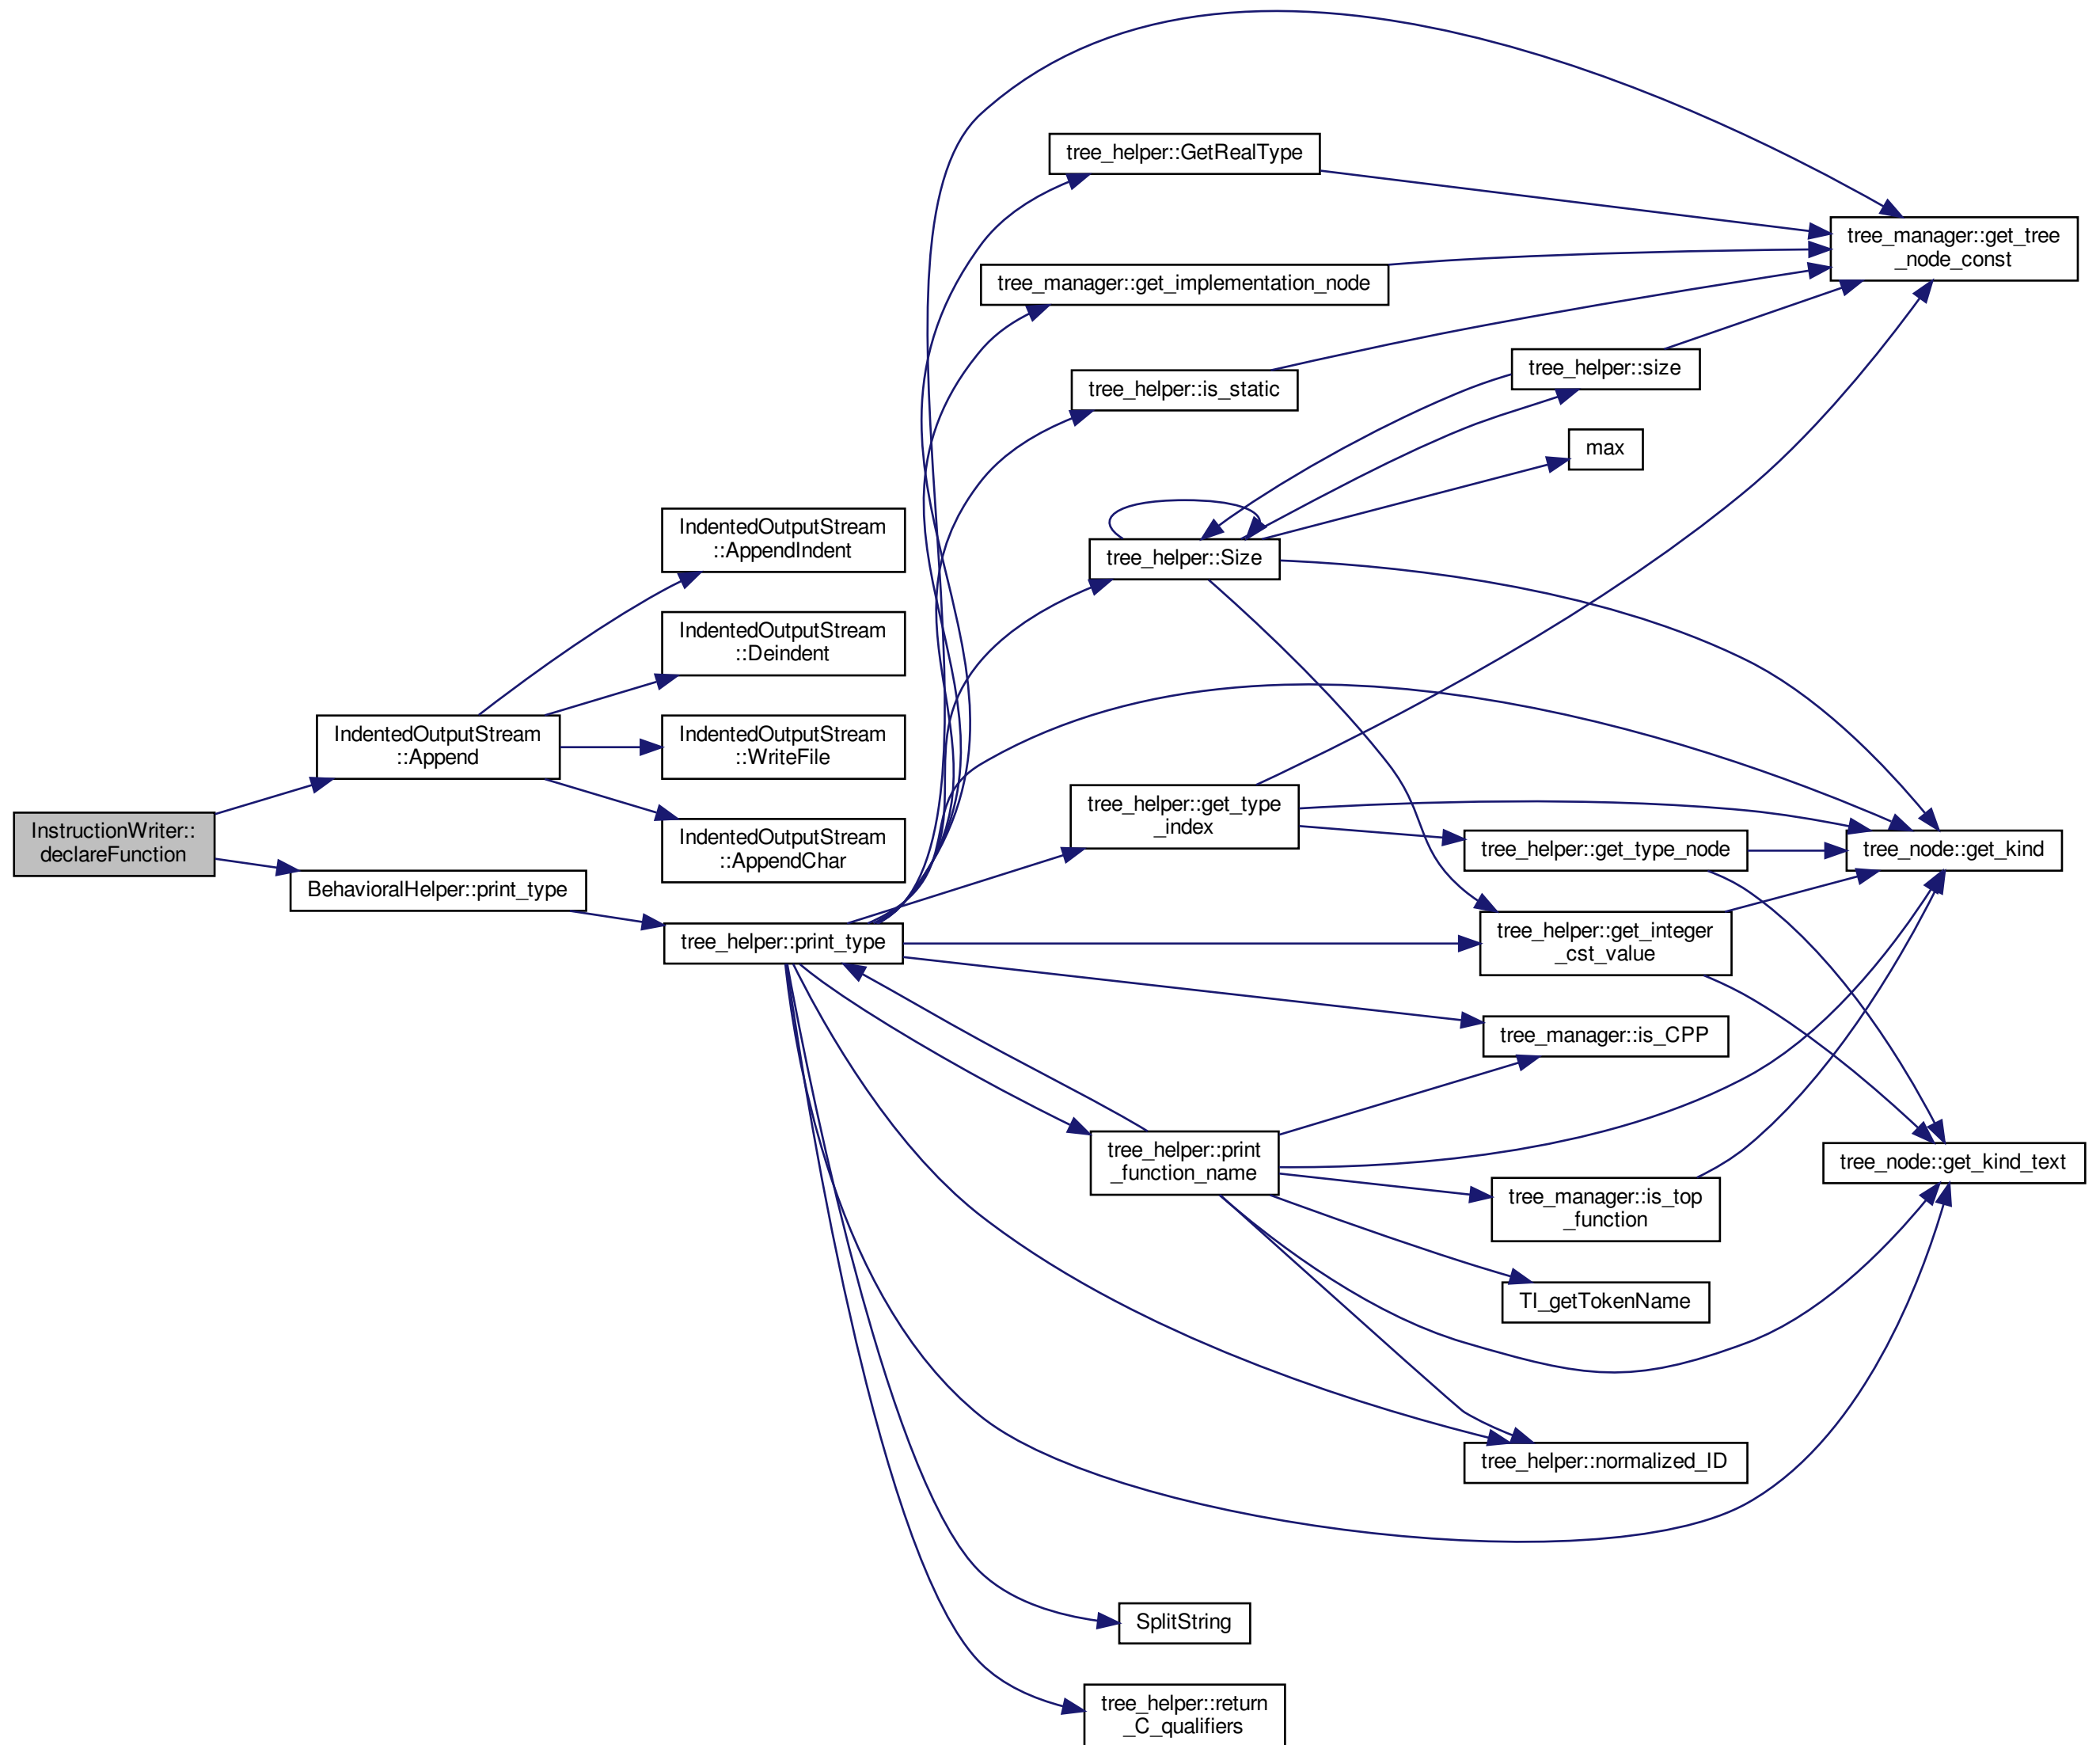 InstructionWriter::
declareFunction
IndentedOutputStream
::Append
IndentedOutputStream
::AppendIndent
IndentedOutputStream
::Deindent
IndentedOutputStream
::WriteFile
IndentedOutputStream
::AppendChar
BehavioralHelper::print_type
tree_helper::print_type
tree_helper::GetRealType
tree_manager::get_tree
_node_const
tree_manager::get_implementation_node
tree_helper::is_static
tree_helper::size
max
tree_helper::Size
tree_helper::get_type
_index
tree_helper::get_type_node
tree_node::get_kind
tree_helper::get_integer
_cst_value
tree_manager::is_CPP
tree_helper::print
_function_name
tree_node::get_kind_text
tree_manager::is_top
_function
TI_getTokenName
tree_helper::normalized_ID
SplitString
tree_helper::return
_C_qualifiers